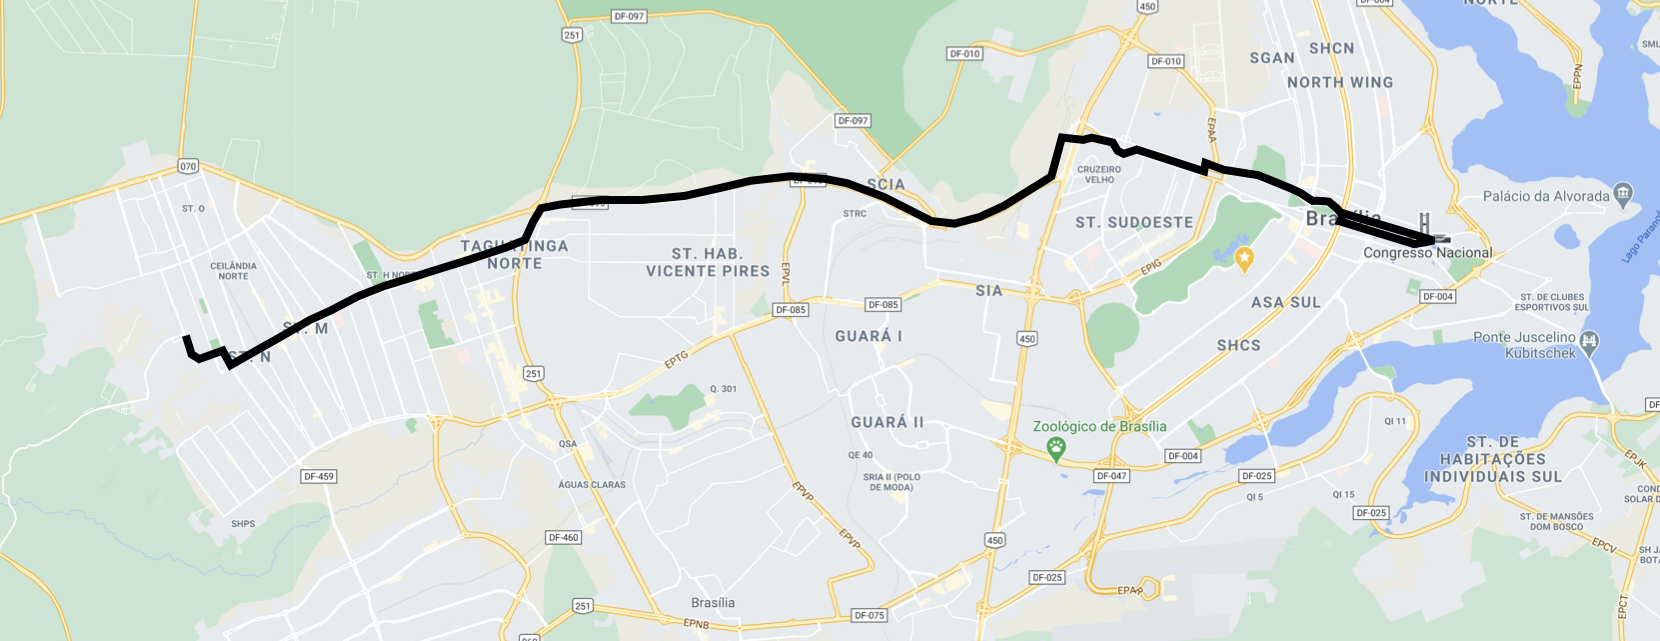 450
DF-004
NORTE
DF-097
251
SHCN
SGAN
DF-010
DF-010
EPPN
NORTH WING
DF-097
EPAA
070
CRUZEIRO
VELHO
SCIA
Palácio da Alvorada
ST. O
STRC
ST. SUDOESTE
Lago Parano
TAGUATINGA
NORTE
ST. HAB.
VICENTE PIRES
Congresso Nacional
CEILÂNDIA
NORTE
EPVL
EPIG
SIA
DF-085
DF-085
DF-004
ASA SUL
ST. DE CLUBES
ESPORTIVOS SUL
GUARÁ I
450
SHCS
Ponte Juscelino
Kubitschek
EPTG
251
Q. 301
GUARÁ II
Zoológico de Brasília
QI 11
ST. DE
HABITAÇÕES
INDIVIDUAIS SUL
QSA
QE 40
DF-004
EPJK
DF-459
ÁGUAS CLARAS
SRIA II (POLO
DE MODA)
DF-047
DF-025
QI 5
QI 15
EPVP
DF-025
SHPS
ST. DE MANSÕES
DOM BOSCO
EPVP
DF-460
450
EPCV
DF-025
EPAR
251
Brasília
DF-075
EPNB
EPCT